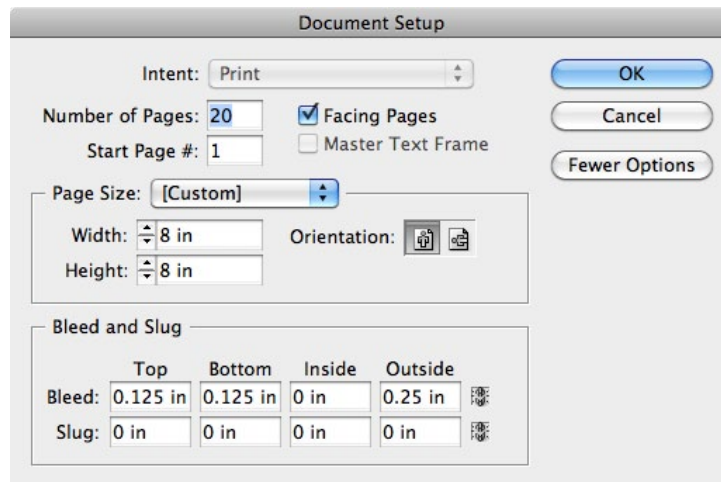 Document Setup
Intent: Print
OK
Number of Pages: 20
Facing Pages
Cancel
Start Page #: 1
Master Text Frame
Fewer Options
Page Size: [Custom]
Width: 8 in
Orientation:
Height: 8 in
Bleed and Slug
Top Bottom Inside Outside
Bleed: 0.125 in 0.125 in 0 in 0.25 in
Slug: 0 in 0 in 0 in 0 in